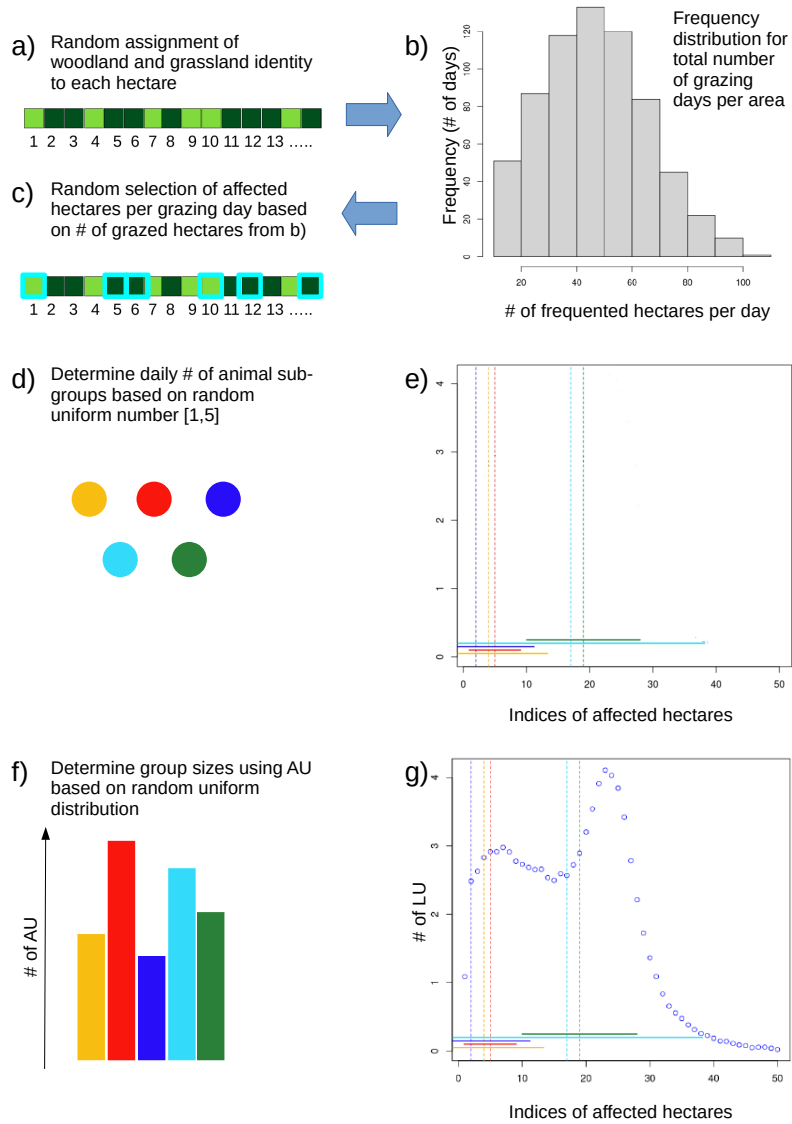 a) Random assignment of
woodland and grassland identity
to each hectare
1 2 3 4 5 6 7 8 9 10 11 12 13 …..
b)
Frequency
distribution for
total number
of grazing
days per area
Frequency (# of days)
0 20 40 60 80 100 120
20 40 60 80 100
# of frequented hectares per day
c) Random selection of affected
hectares per grazing day based
on # of grazed hectares from b)
1 2 3 4 5 6 7 8 9 10 11 12 13 …..
d) Determine daily # of animal sub-
groups based on random
uniform number [1,5]
e)
4
3
2
1
0
0 10 20 30 40 50
Indices of affected hectares
f) Determine group sizes using AU
based on random uniform
distribution
# of AU
g)
# of LU
4
3
2
1
0
0 10 20 30 40 50
Indices of affected hectares